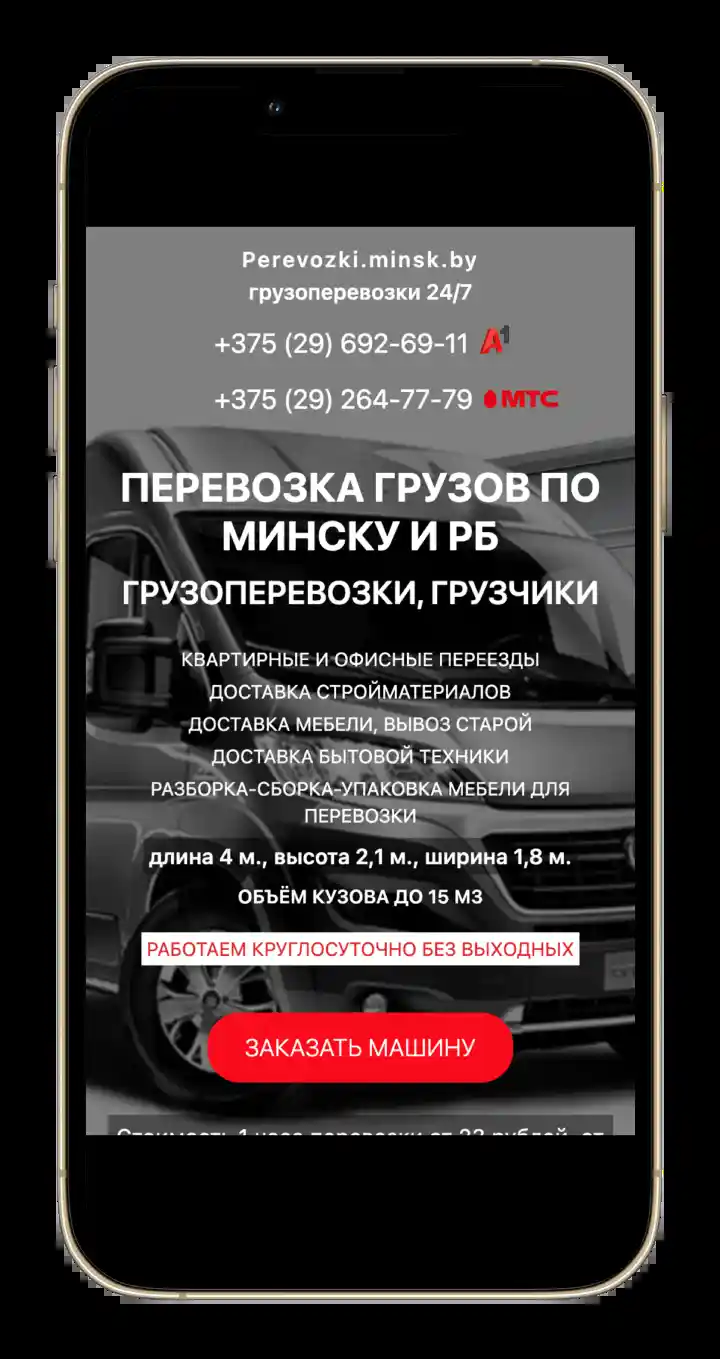 Perevozki.minsk.by
грузоперевозки 24/7
+375 (29) 692-69-11 A1
+375 (29) 264-77-79 МТС
ПЕРЕВОЗКА ГРУЗОВ ПО
МИНСКУ И РБ
ГРУЗОПЕРЕВОЗКИ, ГРУЗЧИКИ
КВАРТИРНЫЕ И ОФИСНЫЕ ПЕРЕЕЗДЫ
ДОСТАВКА СТРОЙМАТЕРИАЛОВ
ДОСТАВКА МЕБЕЛИ, ВЫВОЗ СТАРОЙ
ДОСТАВКА БЫТОВОЙ ТЕХНИКИ
РАЗБОРКА-СБОРКА-УПАКОВКА МЕБЕЛИ ДЛЯ
ПЕРЕВОЗКИ
длина 4 м., высота 2,1 м., ширина 1,8 м.
ОБЪЁМ КУЗОВА ДО 15 М3
РАБОТАЕМ КРУГЛОСУТОЧНО БЕЗ ВЫХОДНЫХ
ЗАКАЗАТЬ МАШИНУ